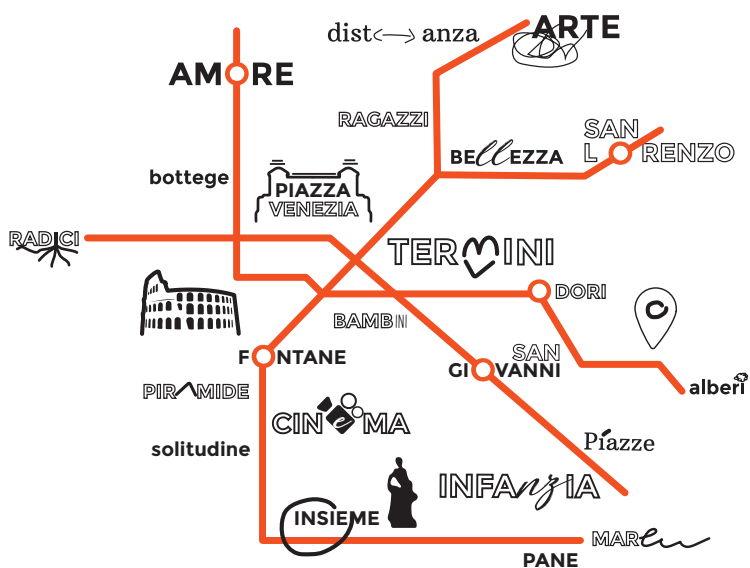 dist anza
ARTE
AMORE
RAGAZZI
SAN
LORENZO
BELLEZZA
bottege
PIAZZA
VENEZIA
RADICI
TERMINI
DORI
BAMBINI
SAN
GIOVANNI
FONTANE
PIRAMIDE
alberi
CINEMA
solitudine
Piazze
INFANZIA
INSIEME
MARE
PANE